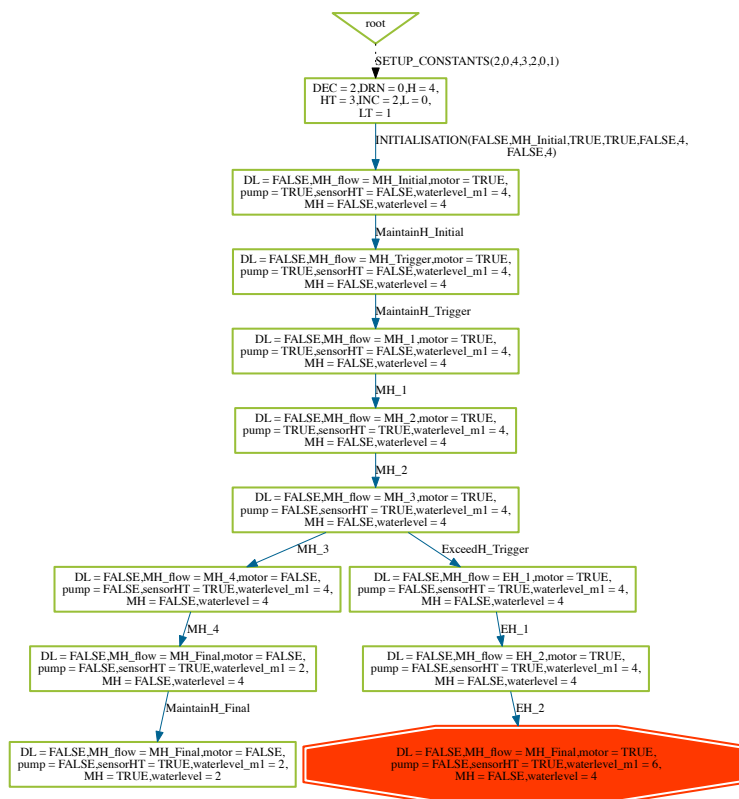 root
SETUP_CONSTANTS(2,0,4,3,2,0,1)
DEC = 2,DRN = 0,H = 4,
HT = 3,INC = 2,L = 0,
LT = 1
INITIALISATION(FALSE,MH_Initial,TRUE,TRUE,FALSE,4,
FALSE,4)
DL = FALSE,MH_flow = MH_Initial,motor = TRUE,
pump = TRUE,sensorHT = FALSE,waterlevel_m1 = 4,
MH = FALSE,waterlevel = 4
MaintainH_Initial
DL = FALSE,MH_flow = MH_Trigger,motor = TRUE,
pump = TRUE,sensorHT = FALSE,waterlevel_m1 = 4,
MH = FALSE,waterlevel = 4
MaintainH_Trigger
DL = FALSE,MH_flow = MH_1,motor = TRUE,
pump = TRUE,sensorHT = FALSE,waterlevel_m1 = 4,
MH = FALSE,waterlevel = 4
MH_1
DL = FALSE,MH_flow = MH_2,motor = TRUE,
pump = TRUE,sensorHT = TRUE,waterlevel_m1 = 4,
MH = FALSE,waterlevel = 4
MH_2
DL = FALSE,MH_flow = MH_3,motor = TRUE,
pump = FALSE,sensorHT = TRUE,waterlevel_m1 = 4,
MH = FALSE,waterlevel = 4
MH_3
ExceedH_Trigger
DL = FALSE,MH_flow = MH_4,motor = FALSE,
pump = FALSE,sensorHT = TRUE,waterlevel_m1 = 4,
MH = FALSE,waterlevel = 4
DL = FALSE,MH_flow = EH_1,motor = TRUE,
pump = FALSE,sensorHT = TRUE,waterlevel_m1 = 4,
MH = FALSE,waterlevel = 4
MH_4
EH_1
DL = FALSE,MH_flow = MH_Final,motor = FALSE,
pump = FALSE,sensorHT = TRUE,waterlevel_m1 = 2,
MH = FALSE,waterlevel = 4
DL = FALSE,MH_flow = EH_2,motor = TRUE,
pump = FALSE,sensorHT = TRUE,waterlevel_m1 = 4,
MH = FALSE,waterlevel = 4
MaintainH_Final
EH_2
DL = FALSE,MH_flow = MH_Final,motor = FALSE,
pump = FALSE,sensorHT = TRUE,waterlevel_m1 = 2,
MH = TRUE,waterlevel = 2
DL = FALSE,MH_flow = MH_Final,motor = TRUE,
pump = FALSE,sensorHT = TRUE,waterlevel_m1 = 6,
MH = FALSE,waterlevel = 4